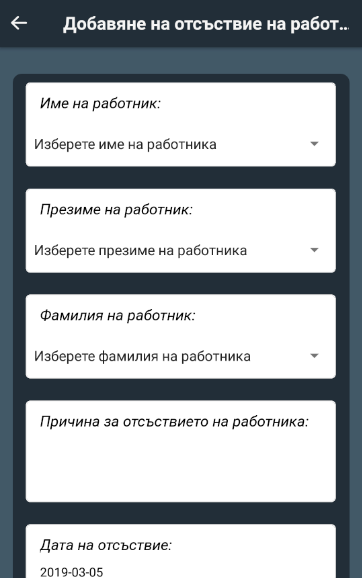 Добавяне на отсъствие на работ...
Име на работник:
Изберете име на работника
Презиме на работник:
Изберете презиме на работника
Фамилия на работник:
Изберете фамилия на работника
Причина за отсъствието на работника:
Дата на отсъствие:
2019-03-05